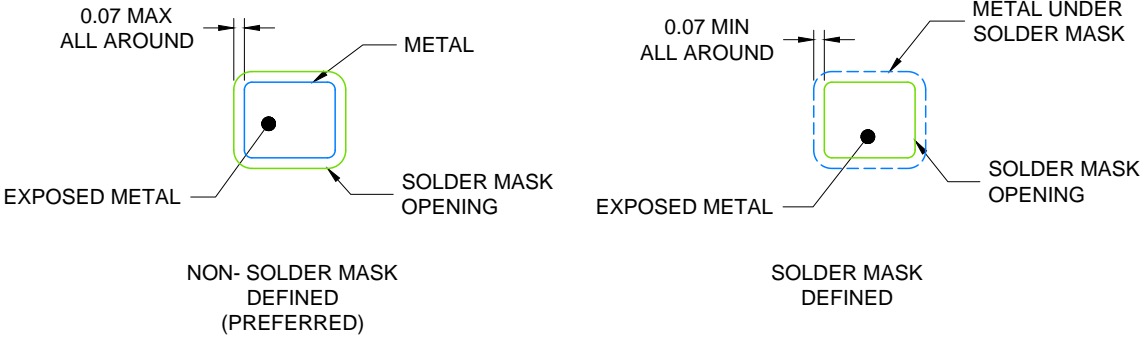 0.07 MAX
ALL AROUND
METAL
EXPOSED METAL
SOLDER MASK
OPENING
NON- SOLDER MASK
DEFINED
(PREFERRED)
0.07 MIN
ALL AROUND
METAL UNDER
SOLDER MASK
EXPOSED METAL
SOLDER MASK
OPENING
SOLDER MASK
DEFINED